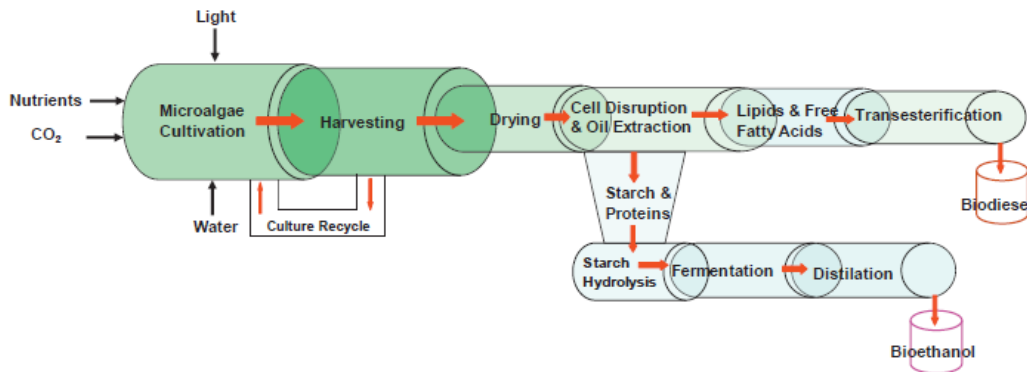 Light
Nutrients
CO₂
Microalgae
Cultivation
Harvesting
Drying
Cell Disruption
& Oil Extraction
Lipids & Free
Fatty Acids
Transesterification
Water
Culture Recycle
Starch &
Proteins
Biodiese
Starch
Hydrolysis
Fermentation
Distilation
Bioethanol